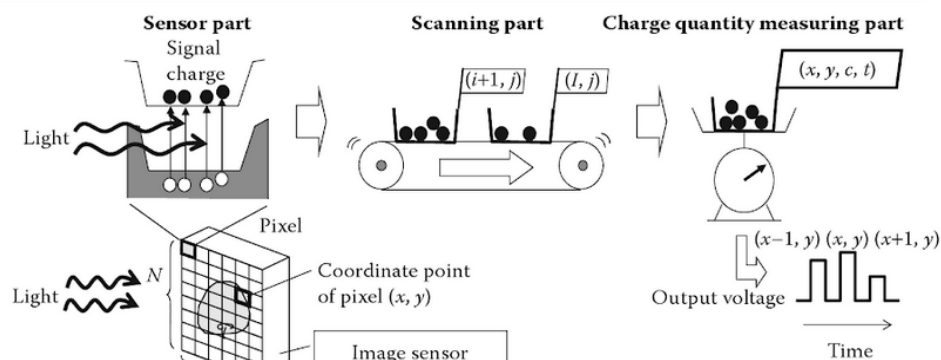 Sensor part
Scanning part
Charge quantity measuring part
Signal
charge
(i+1, j)
(I, j)
(x, y, c, t)
Light
Pixel
N
Coordinate point
of pixel (x, y)
Light
(x−1, y) (x, y) (x+1, y)
Output voltage
Time
Image sensor